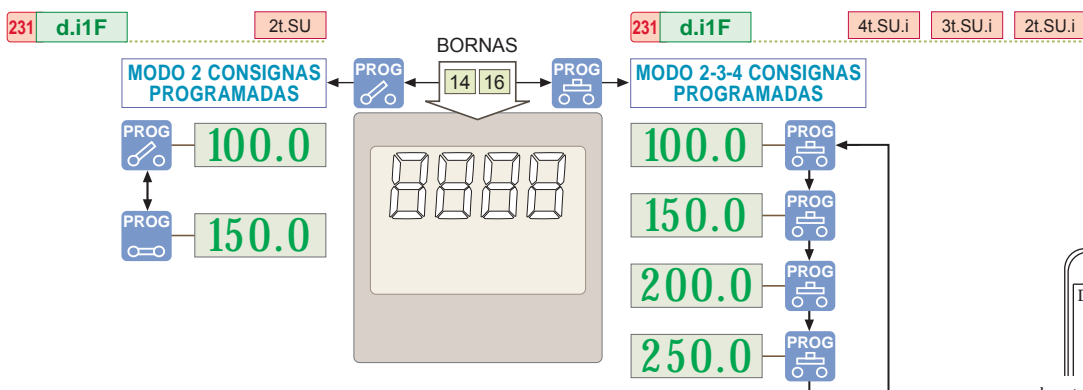 231 d.i1F 2t.SU
231 d.i1F 4t.SU.i 3t.SU.i 2t.SU.i
BORNAS
14 16
PROG
PROG
MODO 2 CONSIGNAS
PROGRAMADAS
MODO 2-3-4 CONSIGNAS
PROGRAMADAS
PROG
100.0
PROG
150.0
8888
100.0
PROG
150.0
PROG
200.0
PROG
250.0
PROG